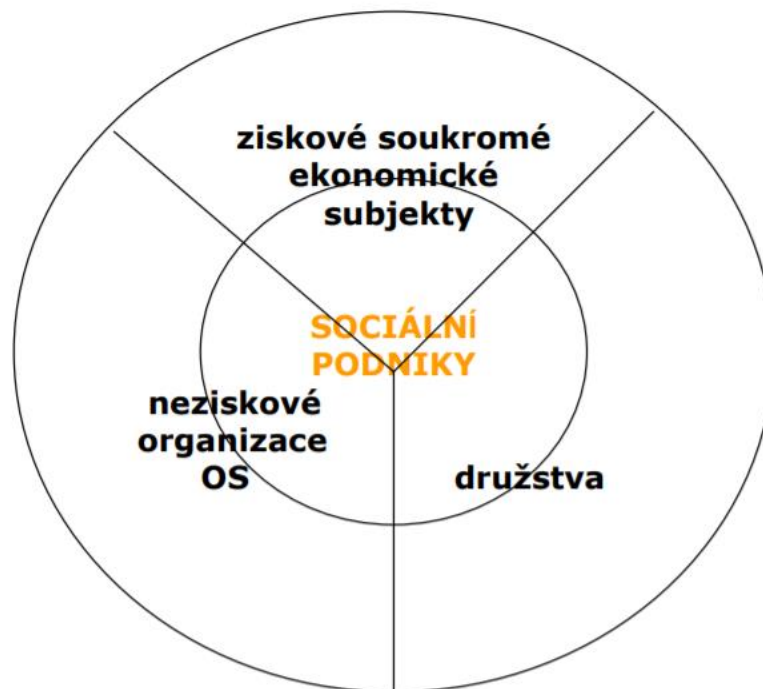 ziskové soukromé
ekonomické
subjekty
SOCIÁLNÍ
PODNIKY
neziskové
organizace
OS
družstva